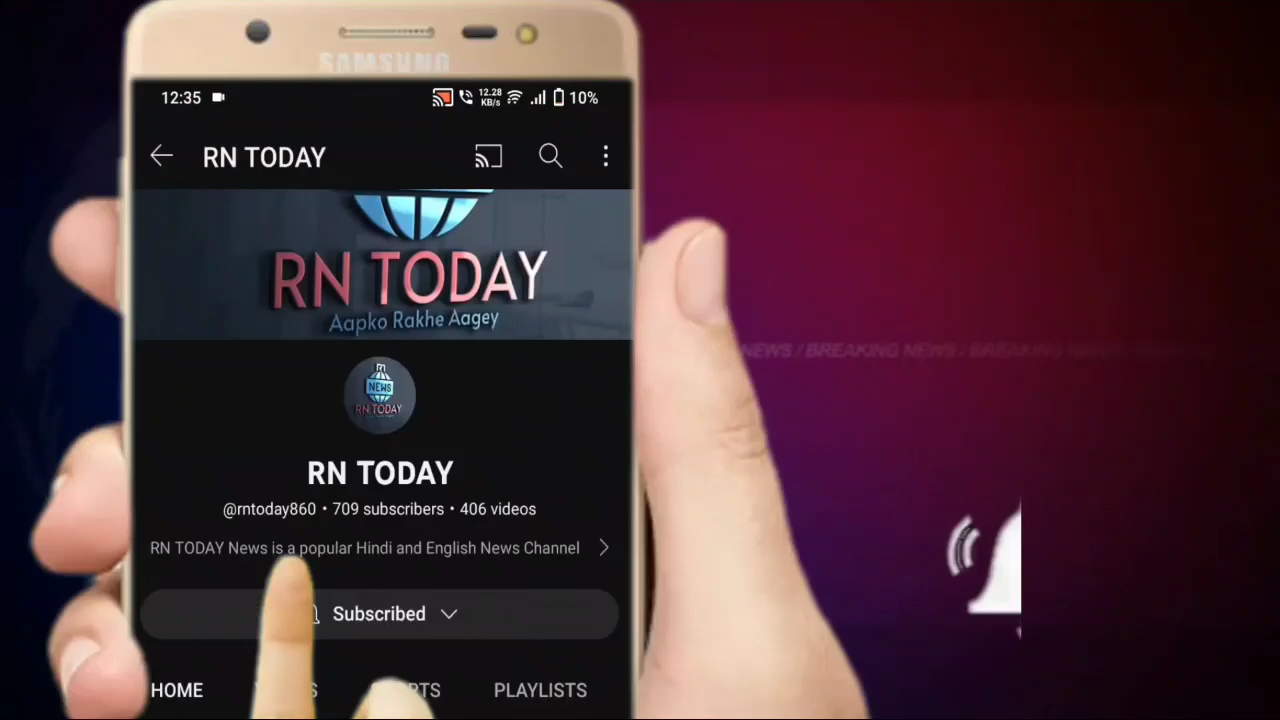 SAMSUNG
12:35 12.28 KB/s 10%
RN TODAY
RN TODAY
Aapko Rakhe Aagey
RN
NEWS
RN TODAY
RN TODAY
@rntoday860 • 709 subscribers • 406 videos
RN TODAY News is a popular Hindi and English News Channel
Subscribed
HOME PLAYLISTS
NEWS / BREAKING NEWS / BREAKING